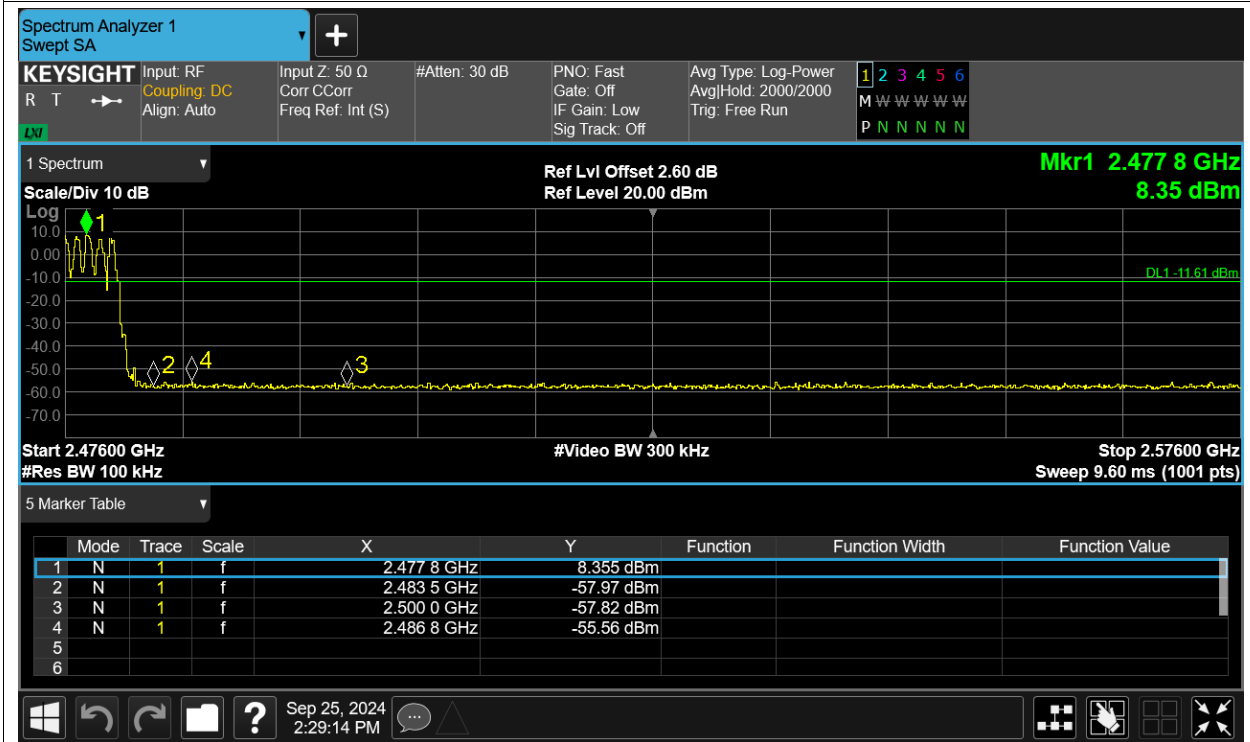 Spectrum Analyzer 1
Swept SA
KEYSIGHT
R T
LXI
Input: RF
Coupling: DC
Align: Auto
Input Z: 50 Ω
Corr CCorr
Freq Ref: Int (S)
#Atten: 30 dB
PNO: Fast
Gate: Off
IF Gain: Low
Sig Track: Off
Avg Type: Log-Power
Avg|Hold: 2000/2000
Trig: Free Run
1 2 3 4 5 6
M W W W W W
P N N N N N
1 Spectrum
Scale/Div 10 dB
Ref Lvl Offset 2.60 dB
Ref Level 20.00 dBm
Mkr1 2.477 8 GHz
8.35 dBm
Log
10.0
0.00
-10.0
-20.0
-30.0
-40.0
-50.0
-60.0
-70.0
1
2
4
3
DL1 -11.61 dBm
Start 2.47600 GHz
#Res BW 100 kHz
#Video BW 300 kHz
Stop 2.57600 GHz
Sweep 9.60 ms (1001 pts)
5 Marker Table
Mode Trace Scale X Y Function Function Width Function Value
1 N 1 f 2.477 8 GHz 8.355 dBm
2 N 1 f 2.483 5 GHz -57.97 dBm
3 N 1 f 2.500 0 GHz -57.82 dBm
4 N 1 f 2.486 8 GHz -55.56 dBm
5
6
?
Sep 25, 2024
2:29:14 PM